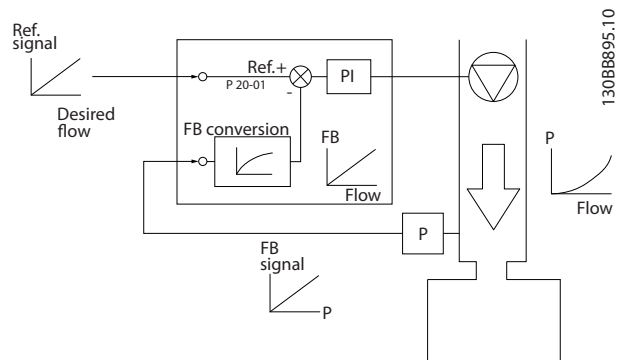 Ref.
signal
Desired
flow
Ref.+
P 20-01
-
PI
FB conversion
FB
Flow
P
Flow
P
FB
signal
P
130BB895.10